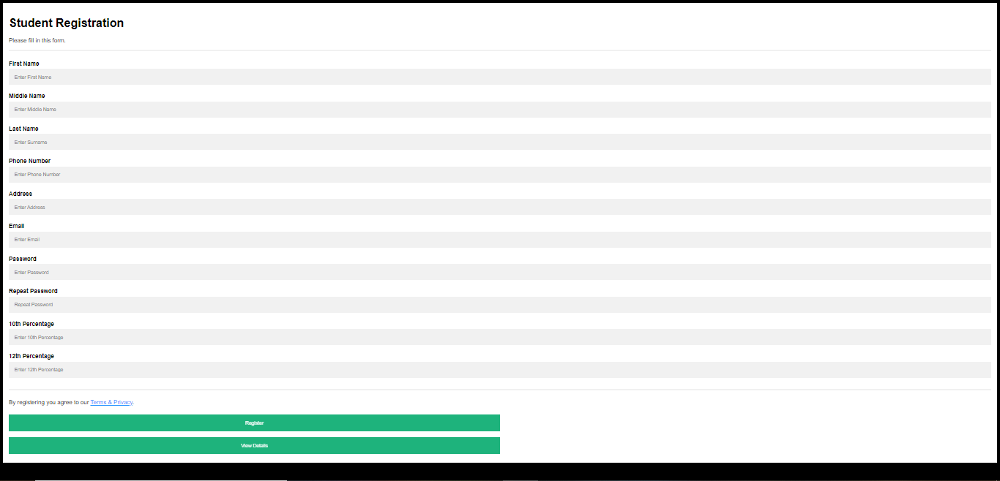 Student Registration
Please fill in this form.
First Name
Enter First Name
Middle Name
Enter Middle Name
Last Name
Enter Surname
Phone Number
Enter Phone Number
Address
Enter Address
Email
Enter Email
Password
Enter Password
Repeat Password
Repeat Password
10th Percentage
Enter 10th Percentage
12th Percentage
Enter 12th Percentage
By registering you agree to our Terms & Privacy.
Register
View Details